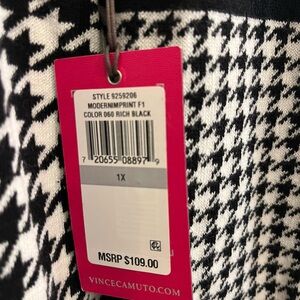 STYLE 9259206
MODERNIMPRINT F1
COLOR 060 RICH BLACK
7 20655 08897 9
1X
MSRP $109.00
VINCECAMUTO.COM